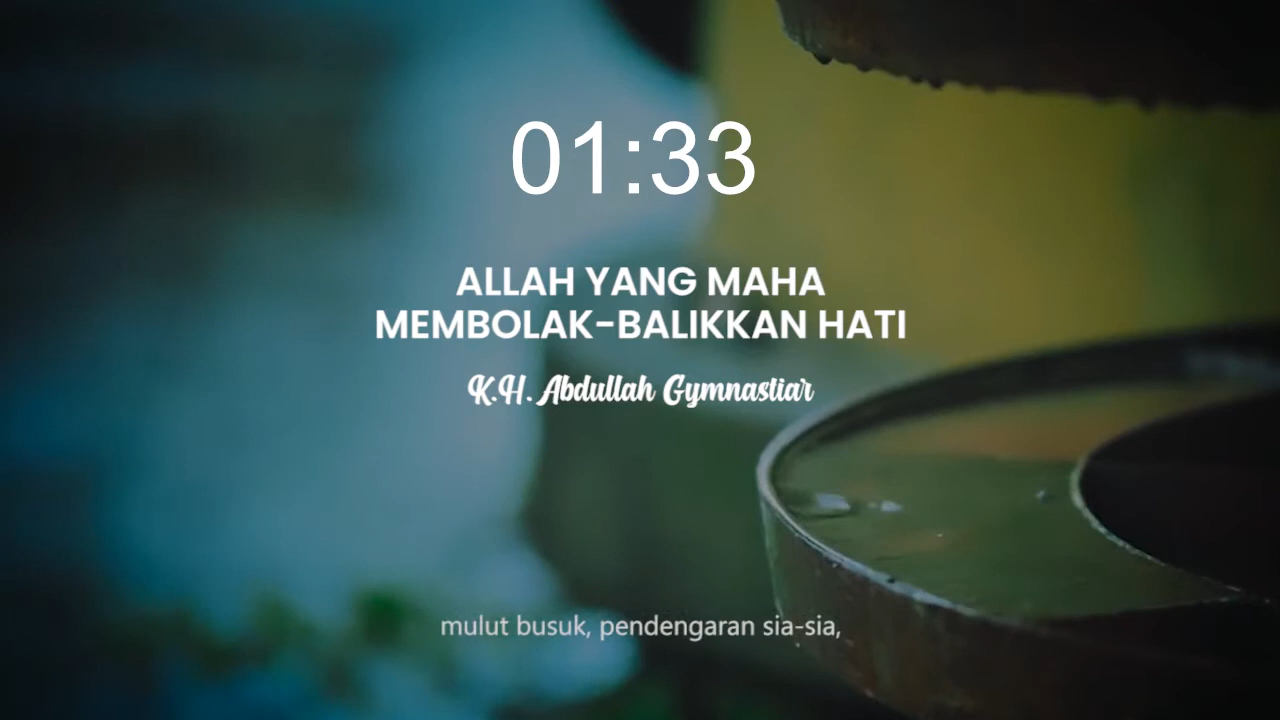 01:33
ALLAH YANG MAHA
MEMBOLAK-BALIKKAN HATI
K.H. Abdullah Gymnastiar
mulut busuk, pendengaran sia-sia,